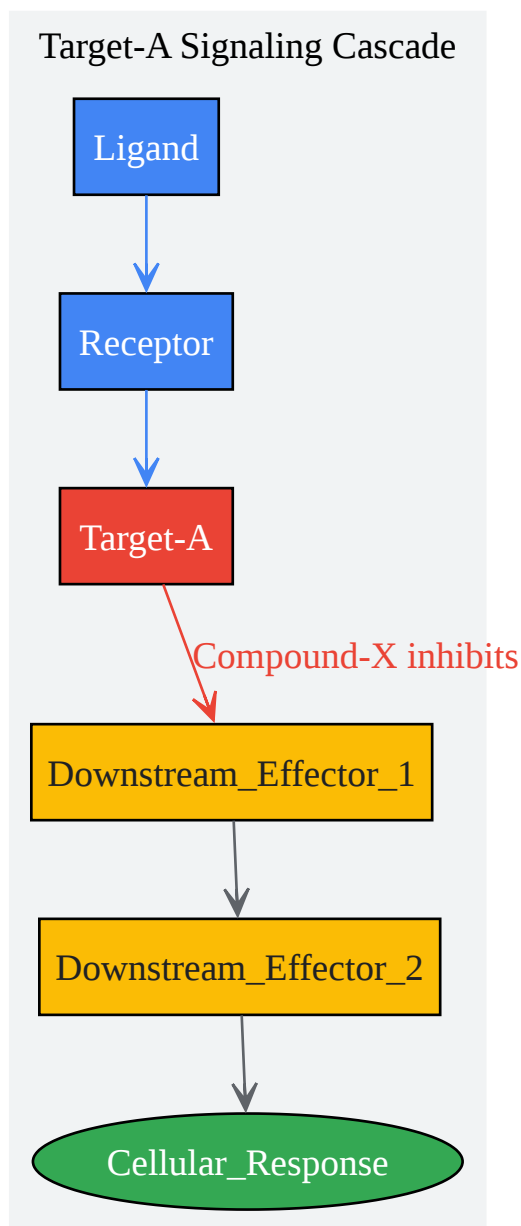 Target-A Signaling Cascade
Ligand
Receptor
Target-A
Compound-X inhibits
Downstream_Effector_1
Downstream_Effector_2
Cellular_Response